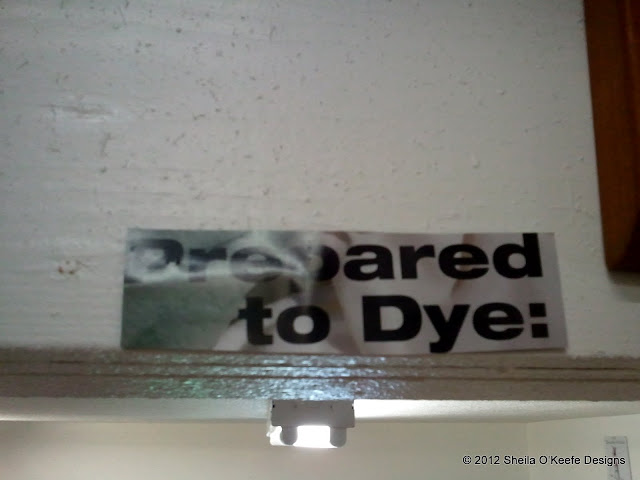 Prepared
to Dye:
© 2012 Sheila O'Keefe Designs